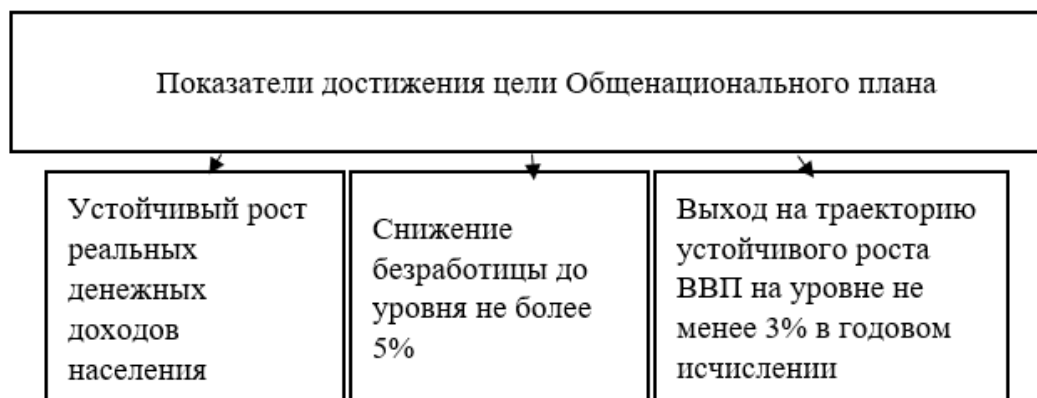 Показатели достижения цели Общенационального плана
Устойчивый рост
реальных
денежных
доходов
населения
Снижение
безработицы до
уровня не более
5%
Выход на траекторию
устойчивого роста
ВВП на уровне не
менее 3% в годовом
исчислении